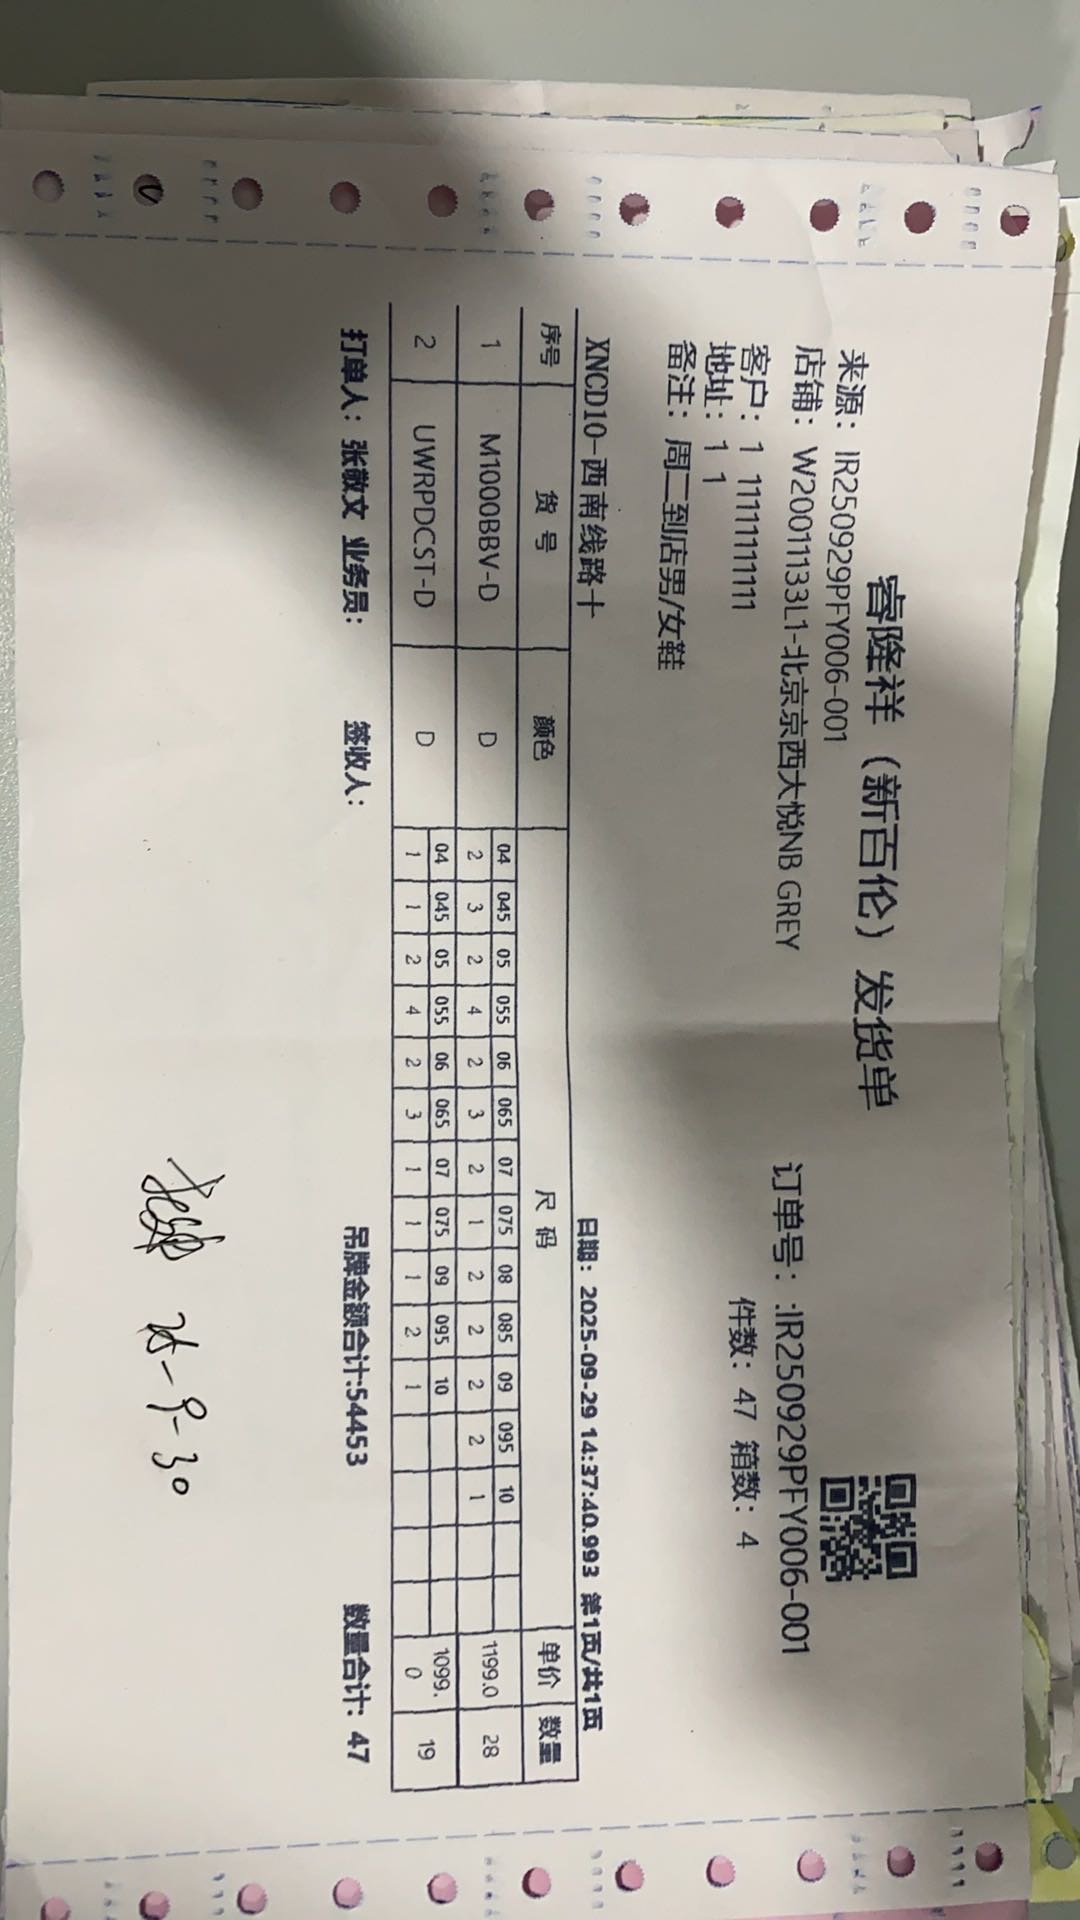 睿隆祥（新百伦）发货单
来源：IR250929PFY006-001
订单号：:IR250929PFY006-001
店铺：W20011133L1-北京京西大悦NB GREY
件数：47 箱数：4
客户：1 11111111111
地址：1 1
备注：周二到店男/女鞋
XNCD10-西南线路十 日期：2025-09-29 14:37:40.993 第1页/共1页
序号 货号 颜色 尺码 单价 数量
04 045 05 055 06 065 07 075 08 085 09 095 10
1 M1000BBV-D D 2 3 2 4 2 3 2 1 2 2 2 2 1 1199.0 28
04 045 05 055 06 065 07 075 09 095 10
2 UWRPDCST-D D 1 1 2 4 2 3 1 1 1 2 1 1099.0 19
打单人：张敬文 业务员： 签收人： 吊牌金额合计:54453 数量合计：47
25-9-30